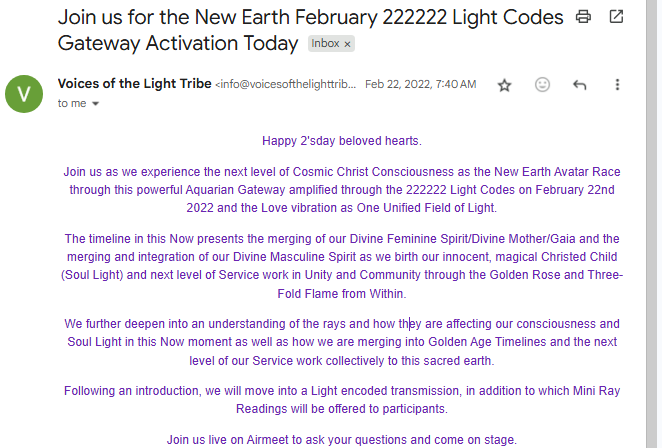 Join us for the New Earth February 222222 Light Codes
Gateway Activation Today Inbox ×
V
Voices of the Light Tribe <info@voicesofthelighttrib... Feb 22, 2022, 7:40 AM
to me
Happy 2'sday beloved hearts.
Join us as we experience the next level of Cosmic Christ Consciousness as the New Earth Avatar Race
through this powerful Aquarian Gateway amplified through the 222222 Light Codes on February 22nd
2022 and the Love vibration as One Unified Field of Light.
The timeline in this Now presents the merging of our Divine Feminine Spirit/Divine Mother/Gaia and the
merging and integration of our Divine Masculine Spirit as we birth our innocent, magical Christed Child
(Soul Light) and next level of Service work in Unity and Community through the Golden Rose and Three-
Fold Flame from Within.
We further deepen into an understanding of the rays and how they are affecting our consciousness and
Soul Light in this Now moment as well as how we are merging into Golden Age Timelines and the next
level of our Service work collectively to this sacred earth.
Following an introduction, we will move into a Light encoded transmission, in addition to which Mini Ray
Readings will be offered to participants.
Join us live on Airmeet to ask your questions and come on stage.